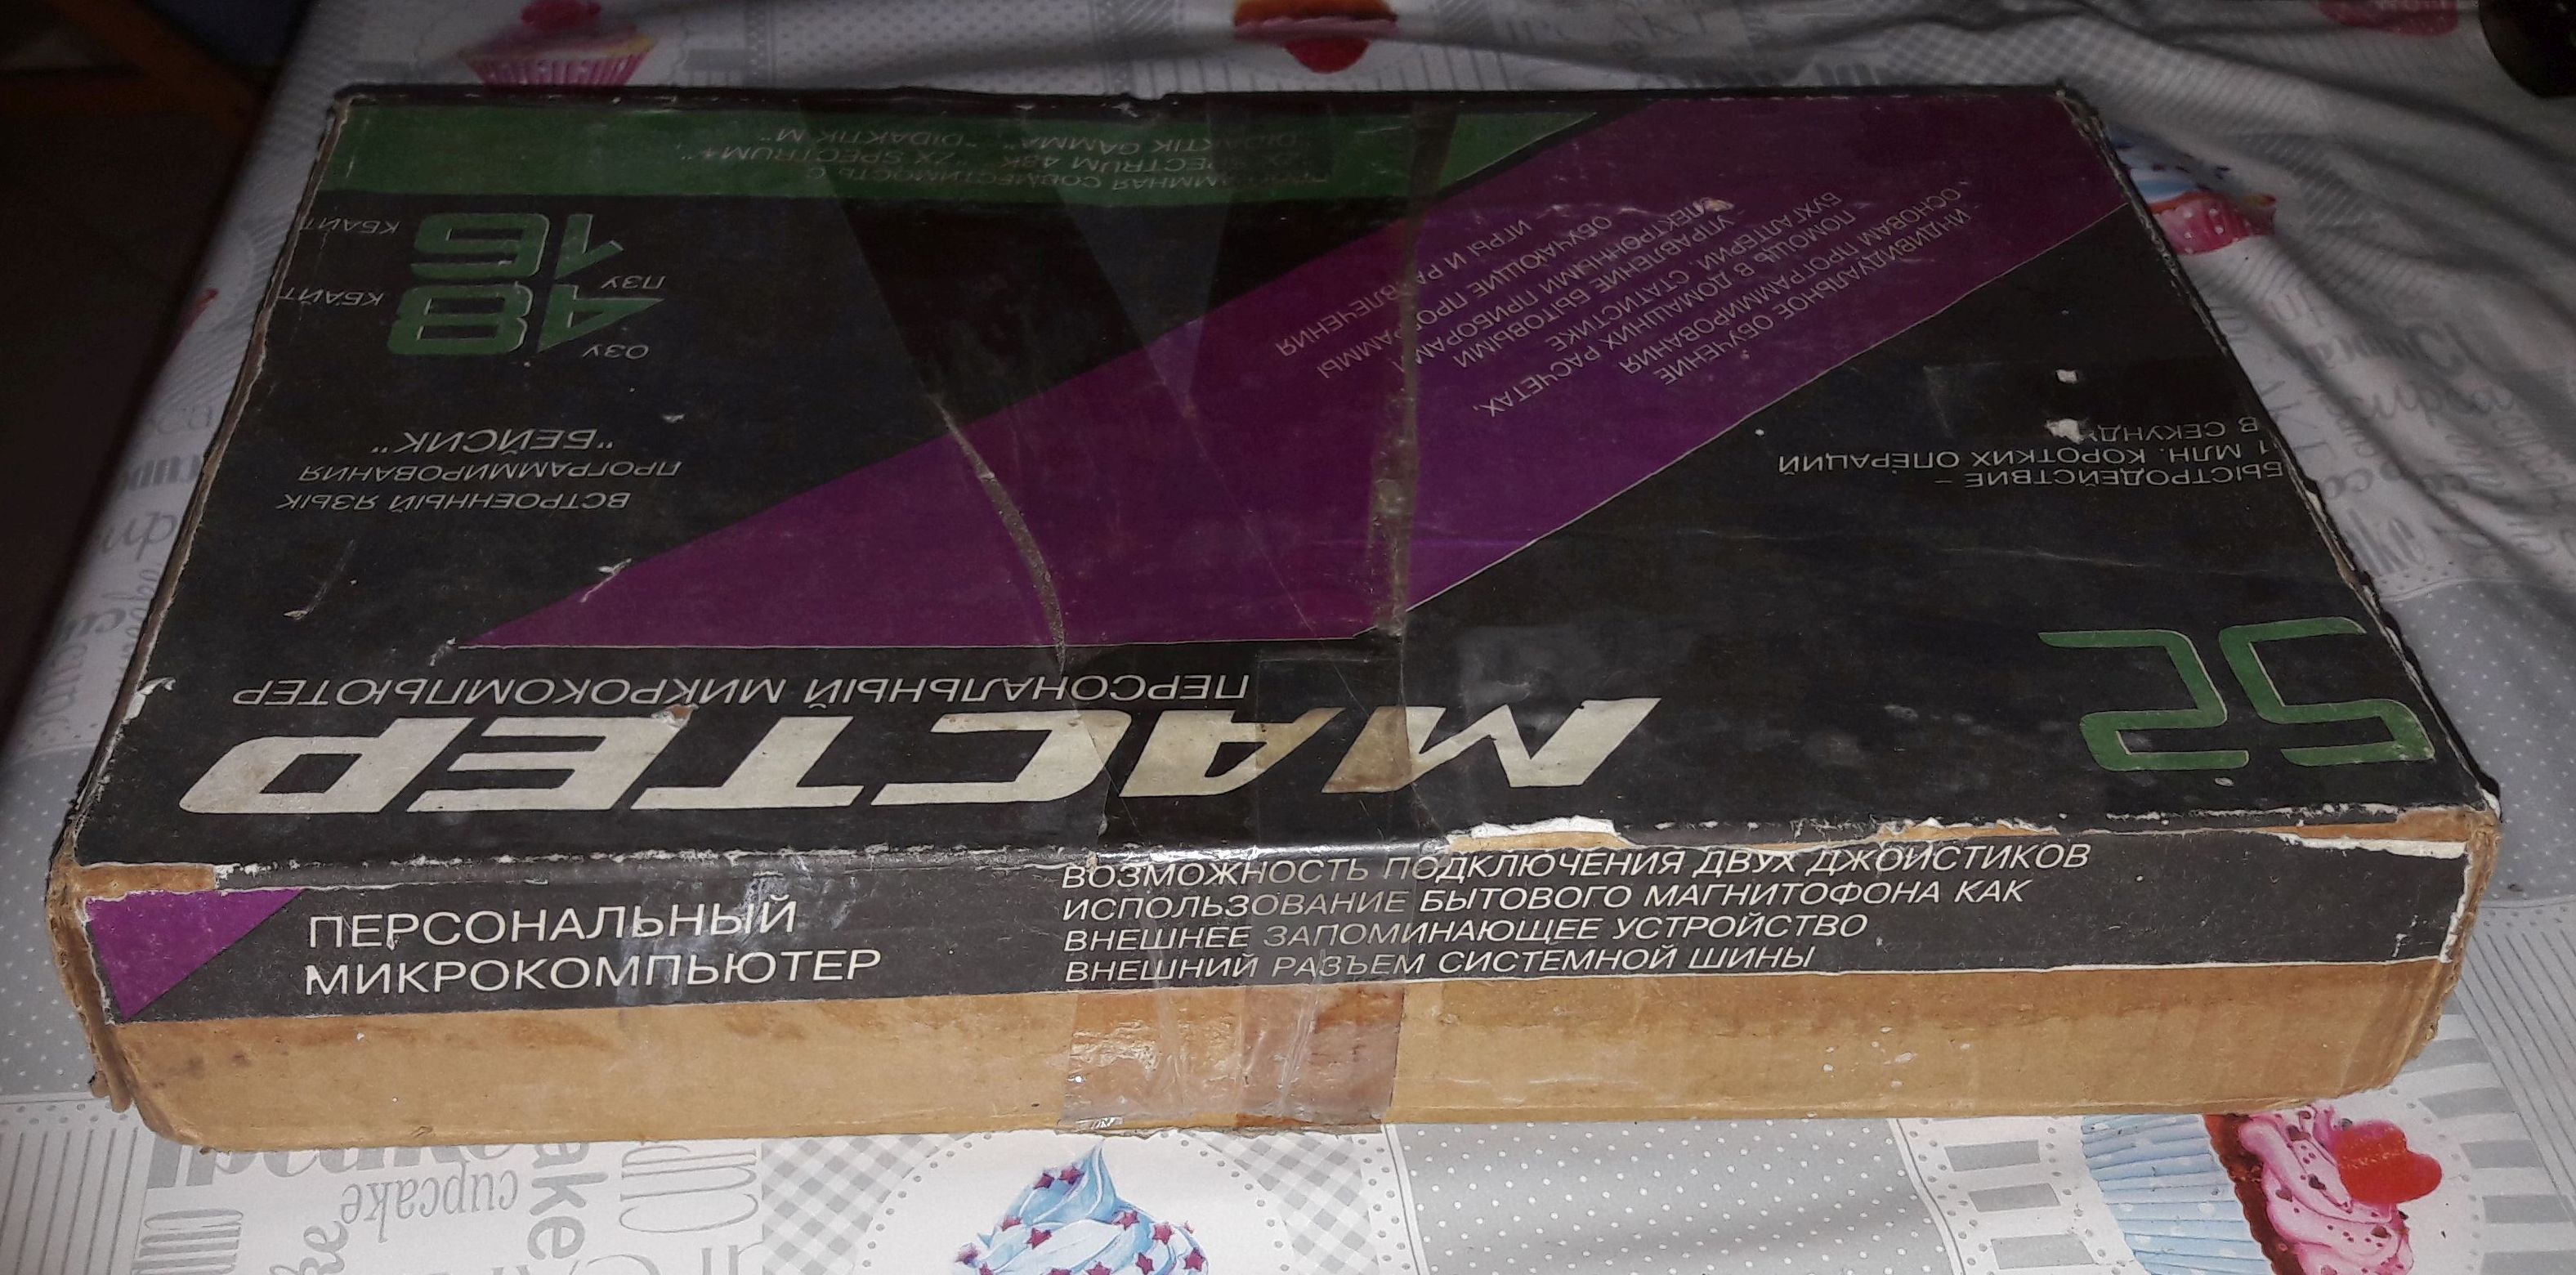 ПРОГРАММНАЯ СОВМЕСТИМОСТЬ С
"ZX SPECTRUM 48K" "ZX SPECTRUM+"
"DIDAKTIK GAMMA" "DIDAKTIK M"
МАСТЕР
ПЕРСОНАЛЬНЫЙ МИКРОКОМПЬЮТЕР
БЫСТРОДЕЙСТВИЕ –
1 МЛН. КОРОТКИХ ОПЕРАЦИЙ
В СЕКУНДУ
ИНДИВИДУАЛЬНОЕ ОБУЧЕНИЕ
ОСНОВАМ ПРОГРАММИРОВАНИЯ
ПОМОЩЬ В ДОМАШНИХ РАСЧЕТАХ,
БУХГАЛТЕРИИ СТАТИСТИКЕ
УПРАВЛЕНИЕ БЫТОВЫМИ
ЭЛЕКТРОННЫМИ ПРИБОРАМИ
ОБУЧАЮЩИЕ ПРОГРАММЫ
ИГРЫ И РАЗВЛЕЧЕНИЯ
ВСТРОЕННЫЙ ЯЗЫК
ПРОГРАММИРОВАНИЯ
"БЕЙСИК"
ОЗУ 48 КБАЙТ
ПЗУ 16 КБАЙТ
ПЕРСОНАЛЬНЫЙ
МИКРОКОМПЬЮТЕР
ВОЗМОЖНОСТЬ ПОДКЛЮЧЕНИЯ ДВУХ ДЖОЙСТИКОВ
ИСПОЛЬЗОВАНИЕ БЫТОВОГО МАГНИТОФОНА КАК
ВНЕШНЕЕ ЗАПОМИНАЮЩЕЕ УСТРОЙСТВО
ВНЕШНИЙ РАЗЪЕМ СИСТЕМНОЙ ШИНЫ
cupcake